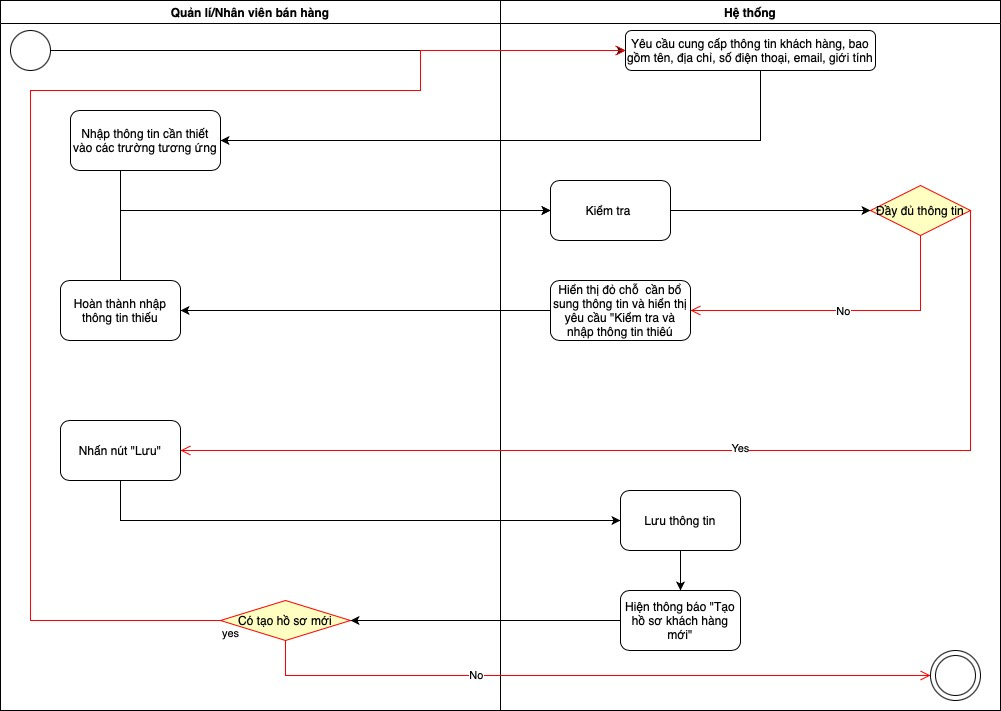 Quản lí/Nhân viên bán hàng
Hệ thống
Yêu cầu cung cấp thông tin khách hàng, bao
gồm tên, địa chỉ, số điện thoại, email, giới tính
Nhập thông tin cần thiết
vào các trường tương ứng
Kiểm tra
Đầy đủ thông tin
Hoàn thành nhập
thông tin thiếu
Hiển thị đỏ chỗ cần bổ
sung thông tin và hiển thị
yêu cầu "Kiểm tra và
nhập thông tin thiêú
No
Nhấn nút "Lưu"
Yes
Lưu thông tin
Hiện thông báo "Tạo
hồ sơ khách hàng
mới"
Có tạo hồ sơ mới
yes
No